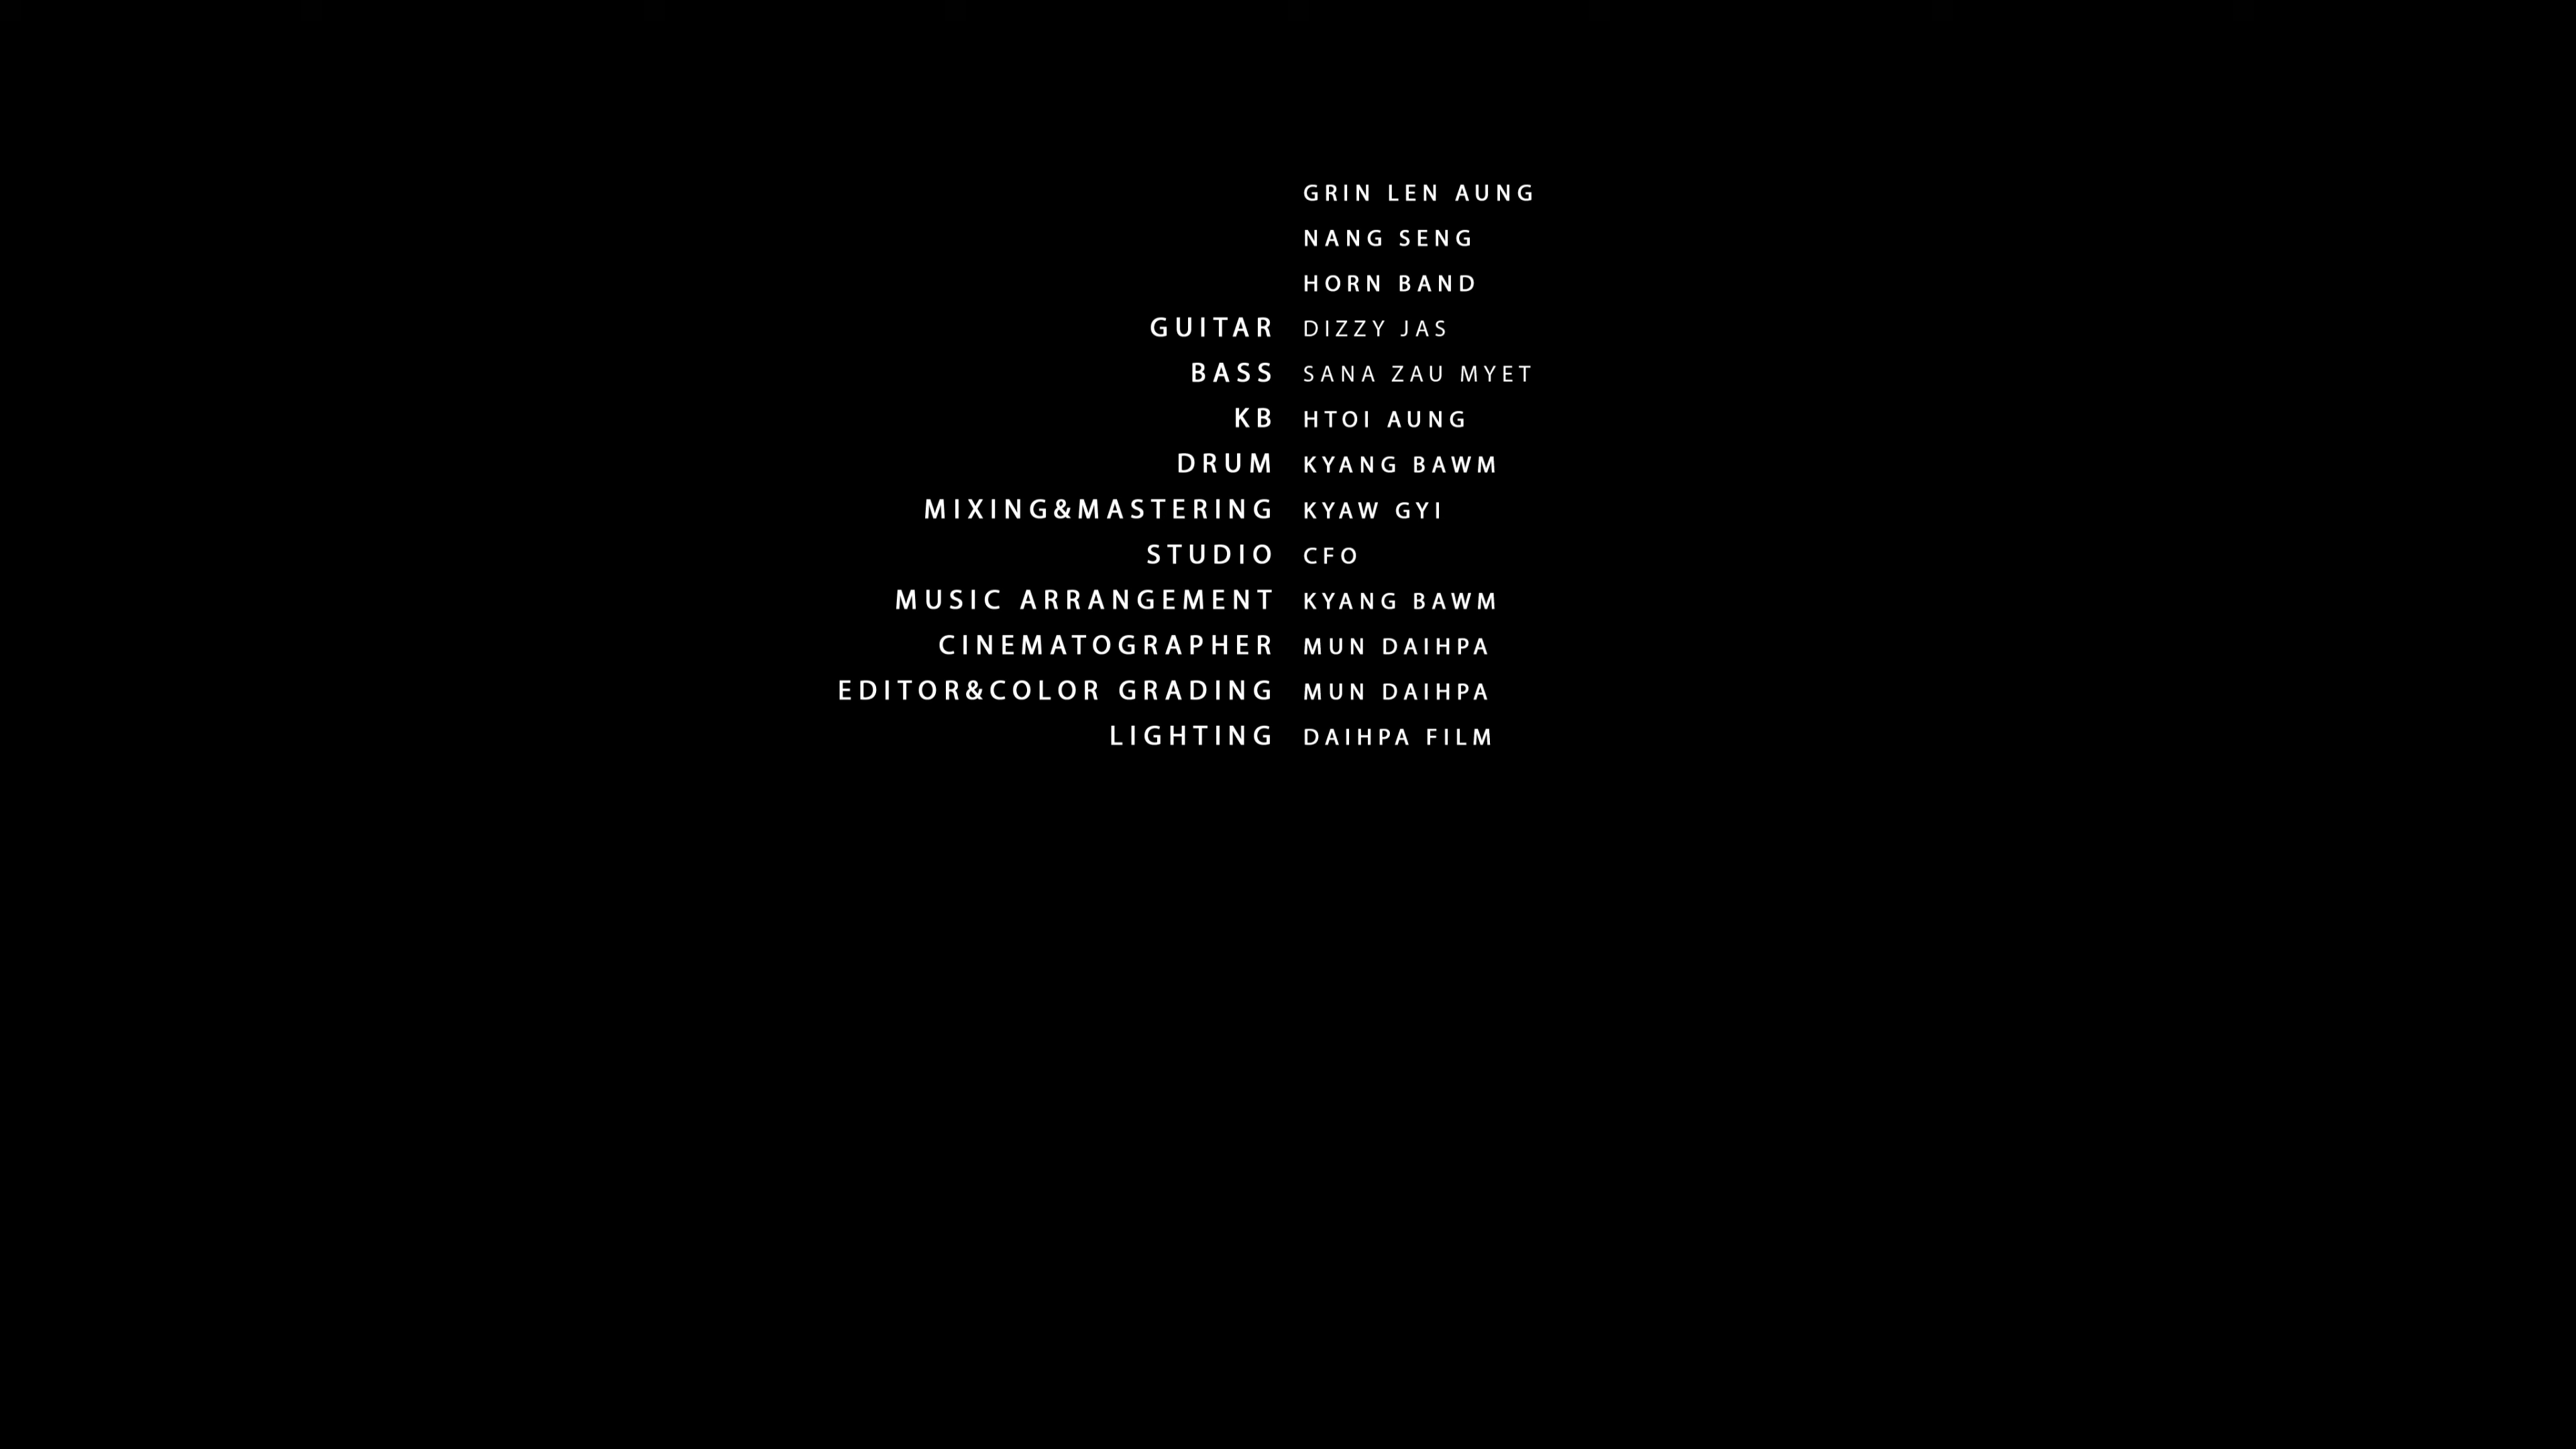 GRIN LEN AUNG
NANG SENG
HORN BAND
GUITAR DIZZY JAS
BASS SANA ZAU MYET
KB HTOI AUNG
DRUM KYANG BAWM
MIXING&MASTERING KYAW GYI
STUDIO CFO
MUSIC ARRANGEMENT KYANG BAWM
CINEMATOGRAPHER MUN DAIHPA
EDITOR&COLOR GRADING MUN DAIHPA
LIGHTING DAIHPA FILM